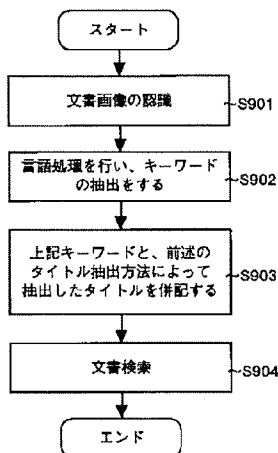 スタート
文書画像の認識
S901
言語処理を行い、キーワード
の抽出をする
S902
上記キーワードと、前述の
タイトル抽出方法によって
抽出したタイトルを併記する
S903
文書検索
S904
エンド